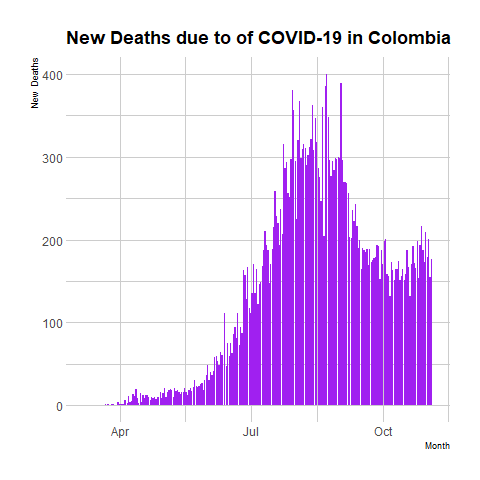 New Deaths due to of COVID-19 in Colombia
New Deaths
400
300
200
100
0
Apr
Jul
Oct
Month